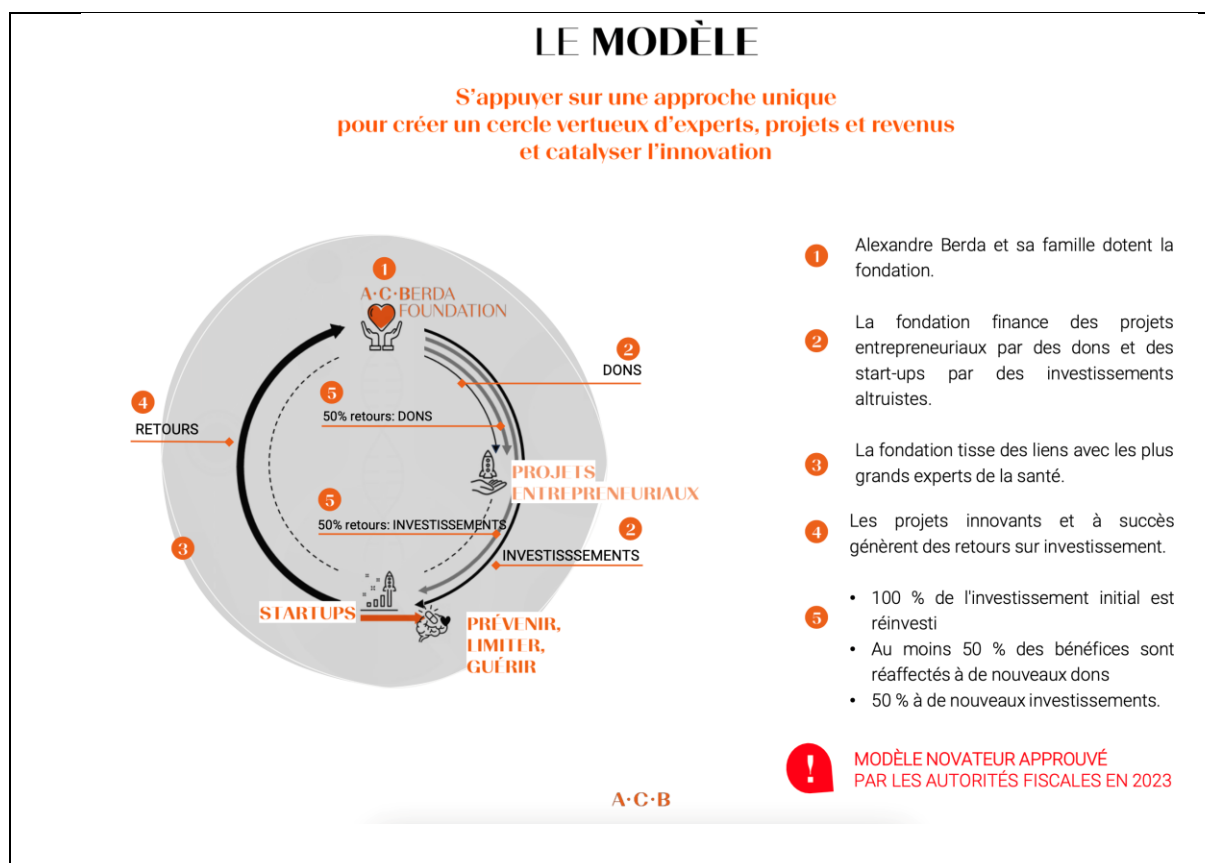 LE MODÈLE
S'appuyer sur une approche unique
pour créer un cercle vertueux d'experts, projets et revenus
et catalyser l'innovation
1
A·C·BERDA
FOUNDATION
2
DONS
5
50% retours: DONS
4
RETOURS
PROJETS
ENTREPRENEURIAUX
5
50% retours: INVESTISSEMENTS
2
INVESTISSSEMENTS
3
STARTUPS
PRÉVENIR,
LIMITER,
GUÉRIR
1
Alexandre Berda et sa famille dotent la
fondation.
2
La fondation finance des projets
entrepreneuriaux par des dons et des
start-ups par des investissements
altruistes.
3
La fondation tisse des liens avec les plus
grands experts de la santé.
4
Les projets innovants et à succès
génèrent des retours sur investissement.
5
• 100 % de l'investissement initial est
réinvesti
• Au moins 50 % des bénéfices sont
réaffectés à de nouveaux dons
• 50 % à de nouveaux investissements.
!
MODÈLE NOVATEUR APPROUVÉ
PAR LES AUTORITÉS FISCALES EN 2023
A·C·B